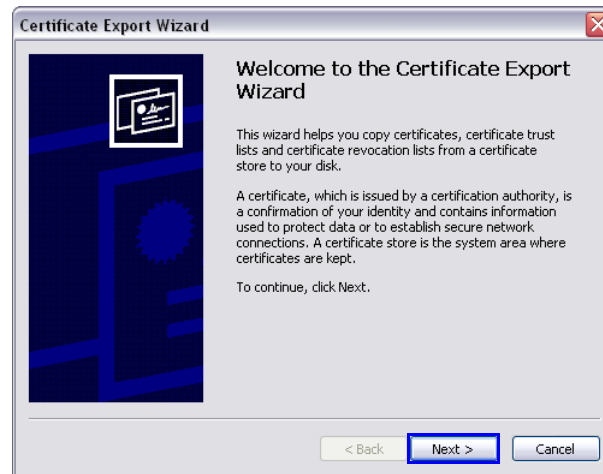 Certificate Export Wizard
Welcome to the Certificate Export
Wizard
This wizard helps you copy certificates, certificate trust
lists and certificate revocation lists from a certificate
store to your disk.
A certificate, which is issued by a certification authority, is
a confirmation of your identity and contains information
used to protect data or to establish secure network
connections. A certificate store is the system area where
certificates are kept.
To continue, click Next.
< Back Next > Cancel